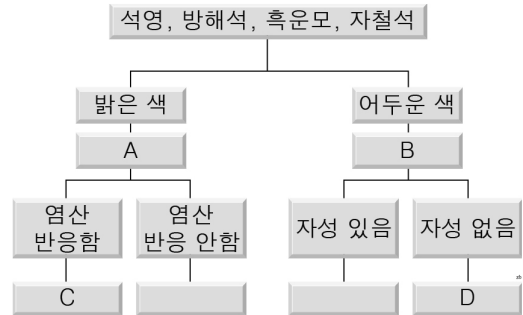 석영, 방해석, 흑운모, 자철석
밝은 색
어두운 색
A
B
염산
반응함
염산
반응 안함
자성 있음
자성 없음
C
D